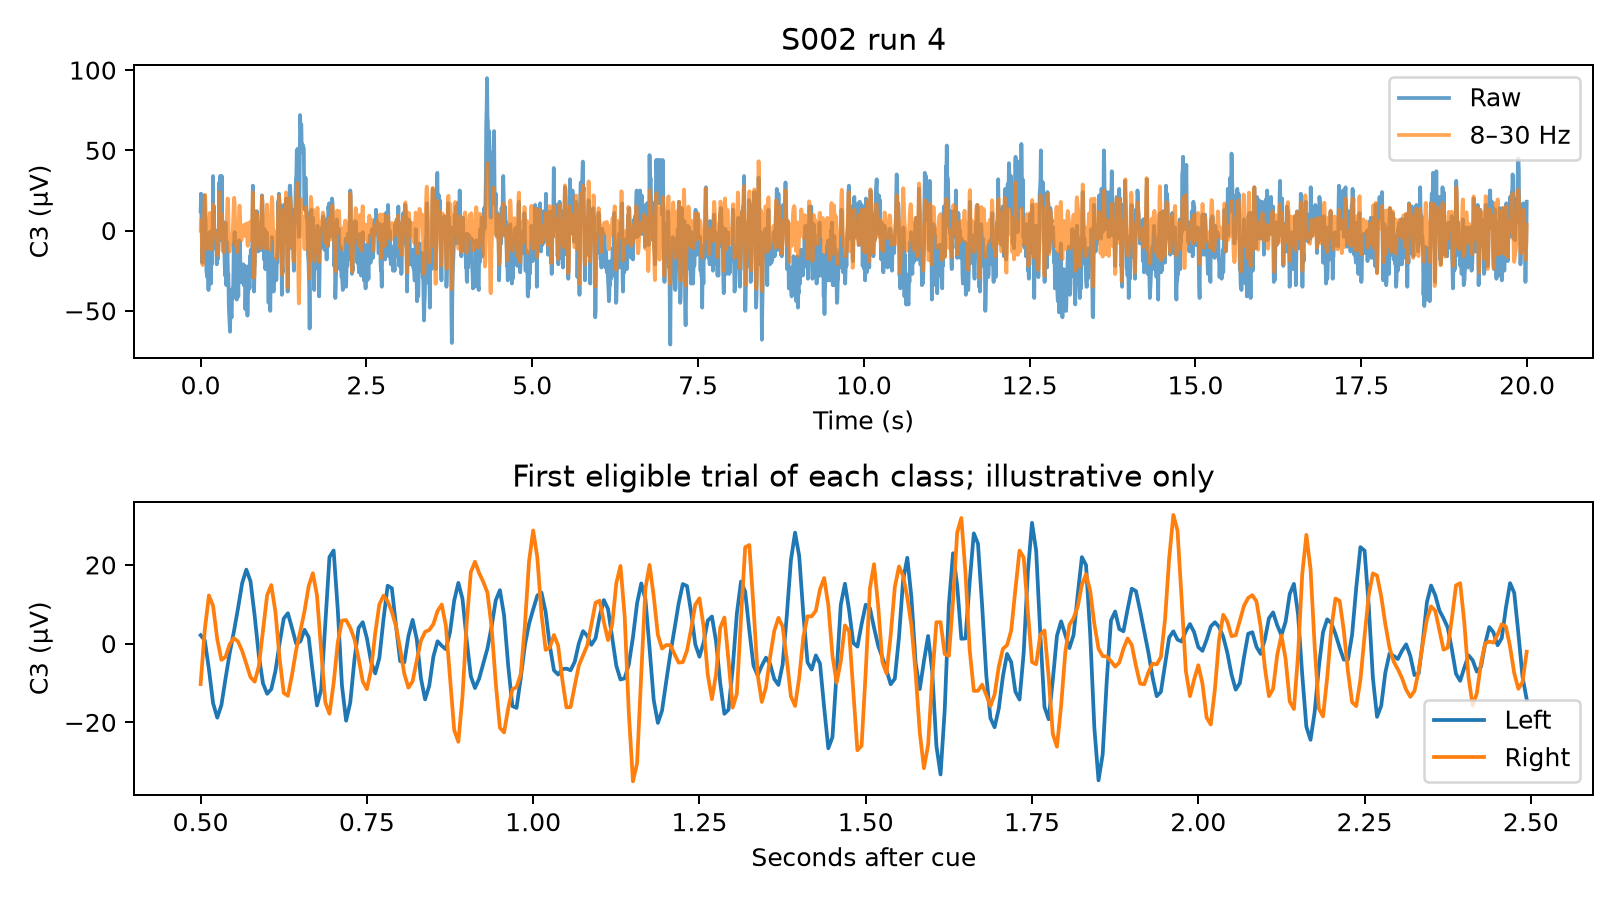 S002 run 4
100
50
0
−50
C3 (μV)
Raw
8–30 Hz
0.0 2.5 5.0 7.5 10.0 12.5 15.0 17.5 20.0
Time (s)
First eligible trial of each class; illustrative only
20
0
−20
C3 (μV)
Left
Right
0.50 0.75 1.00 1.25 1.50 1.75 2.00 2.25 2.50
Seconds after cue